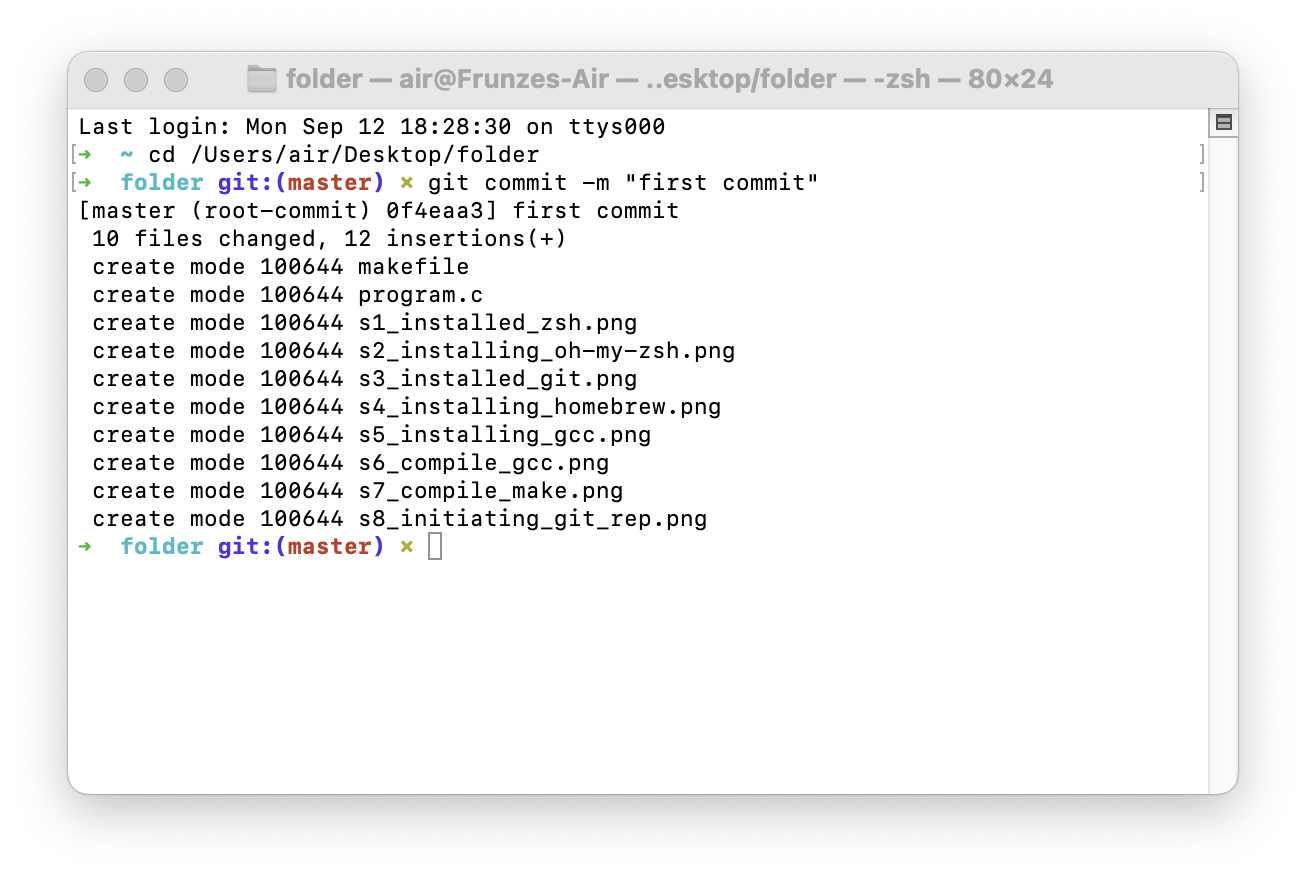 folder — air@Frunzes-Air — ..esktop/folder — -zsh — 80×24
Last login: Mon Sep 12 18:28:30 on ttys000
[➜  ~ cd /Users/air/Desktop/folder ]
[➜  folder git:(master) × git commit -m "first commit" ]
[master (root-commit) 0f4eaa3] first commit
 10 files changed, 12 insertions(+)
 create mode 100644 makefile
 create mode 100644 program.c
 create mode 100644 s1_installed_zsh.png
 create mode 100644 s2_installing_oh-my-zsh.png
 create mode 100644 s3_installed_git.png
 create mode 100644 s4_installing_homebrew.png
 create mode 100644 s5_installing_gcc.png
 create mode 100644 s6_compile_gcc.png
 create mode 100644 s7_compile_make.png
 create mode 100644 s8_initiating_git_rep.png
➜  folder git:(master) ×